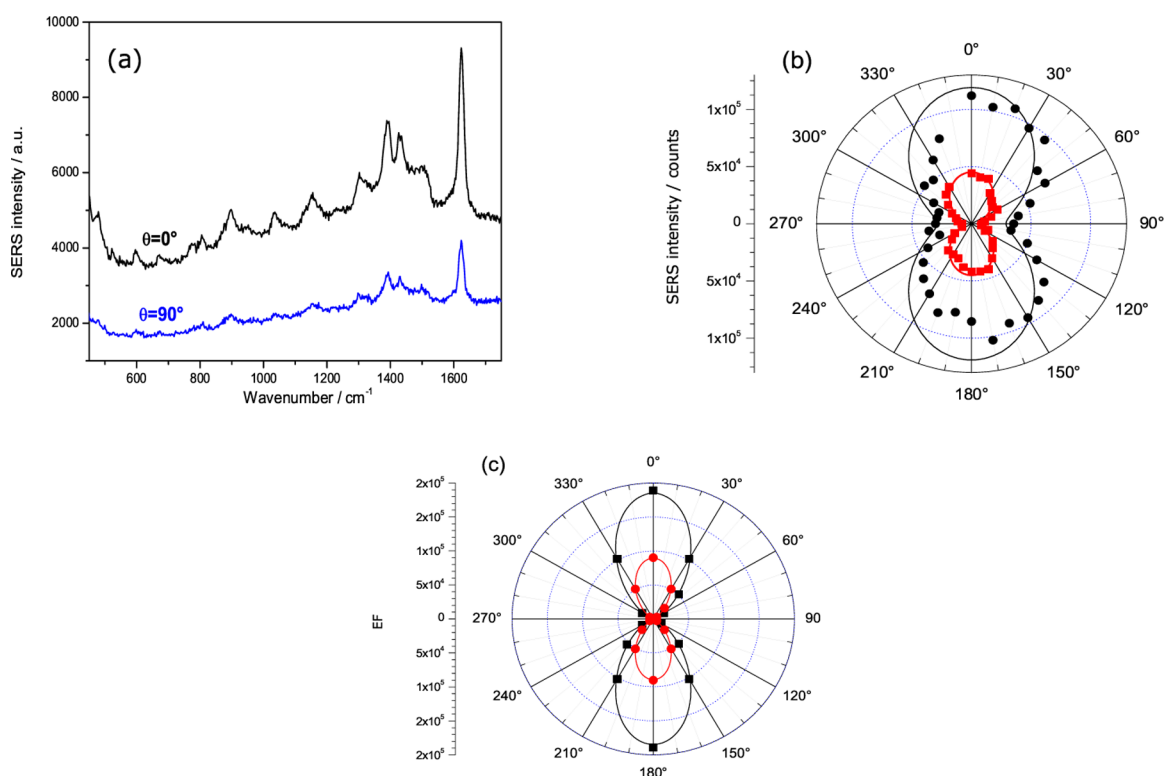 (a)
10000
8000
6000
4000
2000
SERS intensity / a.u.
θ=0°
θ=90°
600 800 1000 1200 1400 1600
Wavenumber / cm⁻¹
(b)
0°
30°
60°
90°
120°
150°
180°
210°
240°
270°
300°
330°
1x10⁵
5x10⁴
0
5x10⁴
1x10⁵
SERS intensity / counts
(c)
0°
30°
60°
90
120°
150°
180°
210°
240°
270°
300°
330°
2x10⁵
2x10⁵
1x10⁵
5x10⁴
0
5x10⁴
1x10⁵
2x10⁵
2x10⁵
EF